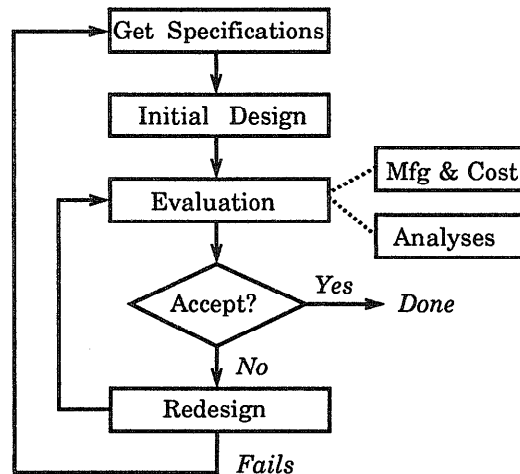 Get Specifications
Initial Design
Evaluation
Mfg & Cost
Analyses
Accept?
Yes
Done
No
Redesign
Fails